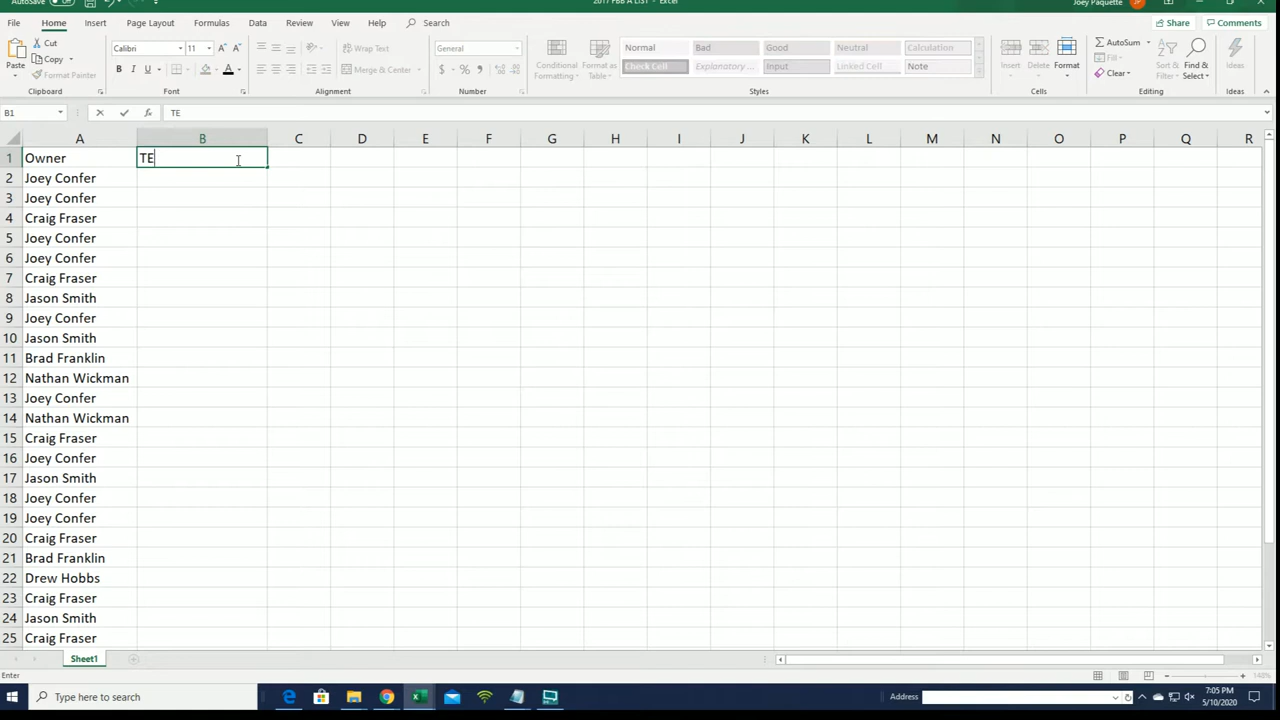 AutoSave Off 2017 FBB A LIST - Excel Joey Paquette JP
File Home Insert Page Layout Formulas Data Review View Help Search Share Comments
Paste Cut Copy Format Painter Clipboard
Calibri 11 A A B I U A Font
Wrap Text Merge & Center Alignment
General $ % , Number
Conditional Formatting Format as Table Normal Bad Good Neutral Calculation
Check Cell Explanatory ... Input Linked Cell Note Styles
Insert Delete Format Cells
AutoSum Fill Clear Sort & Filter Find & Select Editing
Ideas Ideas
B1 fx TE
A B C D E F G H I J K L M N O P Q R
1 Owner TE
2 Joey Confer
3 Joey Confer
4 Craig Fraser
5 Joey Confer
6 Joey Confer
7 Craig Fraser
8 Jason Smith
9 Joey Confer
10 Jason Smith
11 Brad Franklin
12 Nathan Wickman
13 Joey Confer
14 Nathan Wickman
15 Craig Fraser
16 Joey Confer
17 Jason Smith
18 Joey Confer
19 Joey Confer
20 Craig Fraser
21 Brad Franklin
22 Drew Hobbs
23 Craig Fraser
24 Jason Smith
25 Craig Fraser
Sheet1
Enter 148%
Type here to search Address 7:05 PM
5/10/2020